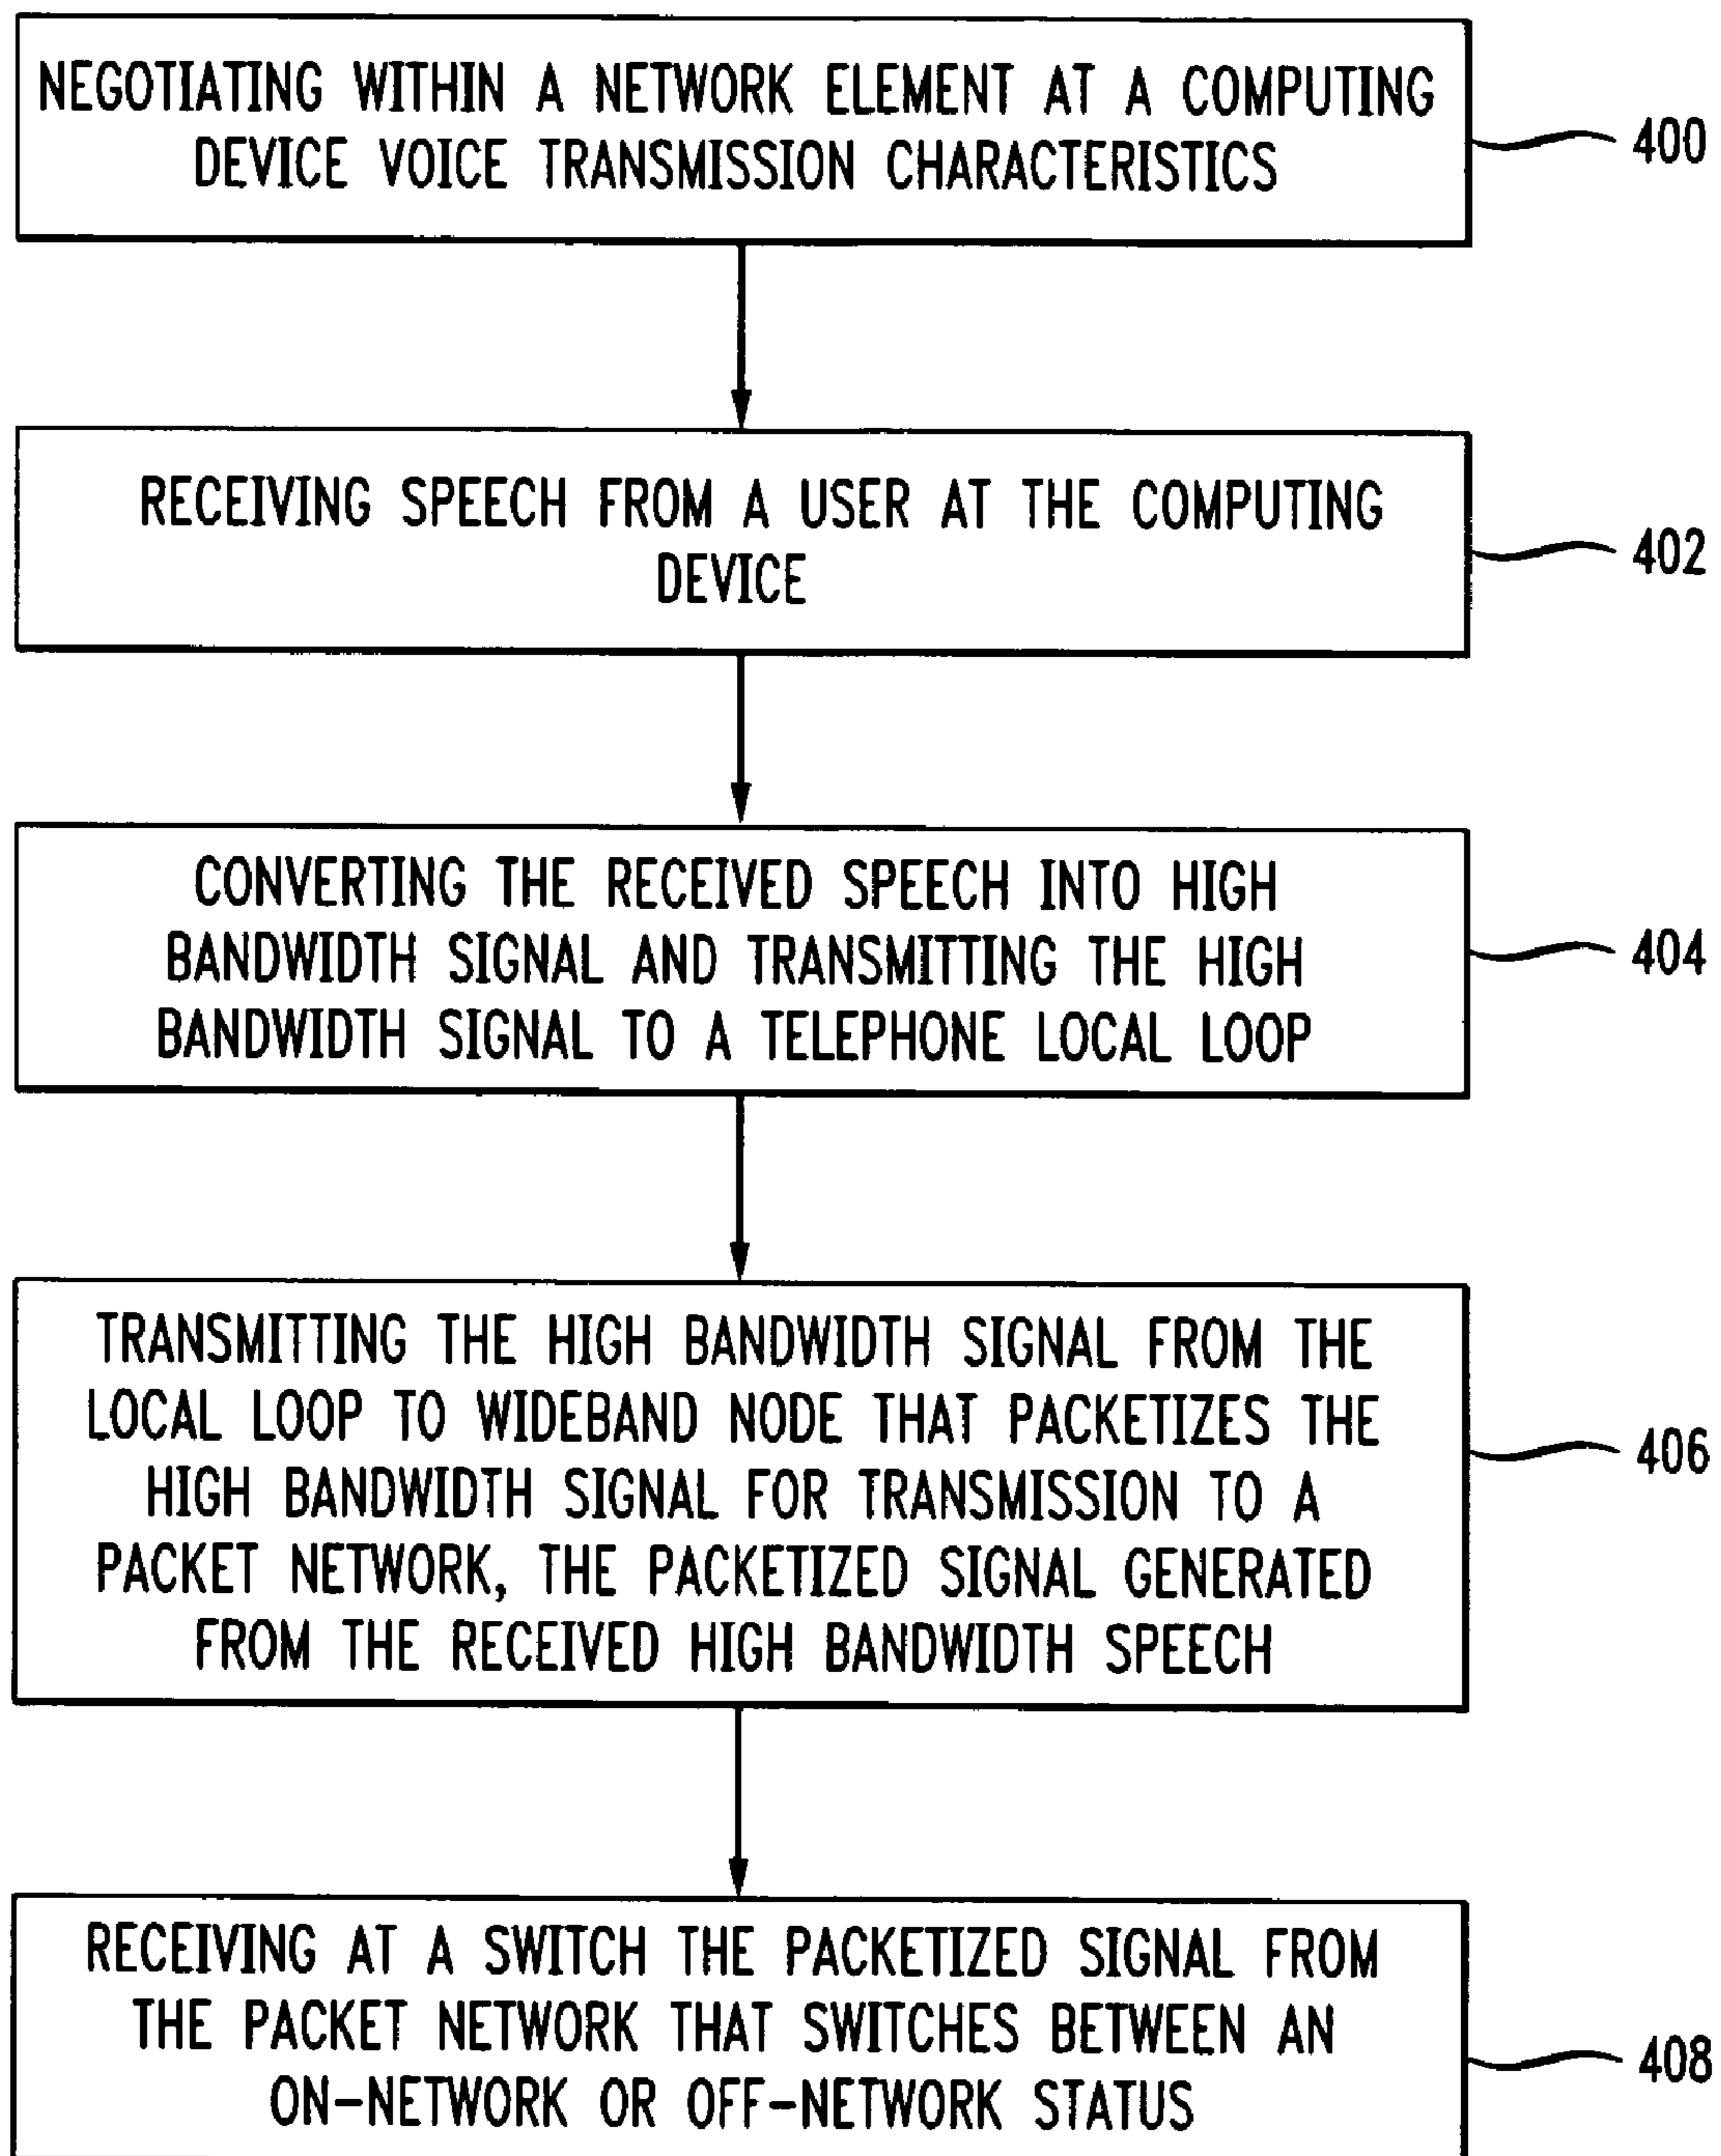 NEGOTIATING WITHIN A NETWORK ELEMENT AT A COMPUTING
DEVICE VOICE TRANSMISSION CHARACTERISTICS
400
RECEIVING SPEECH FROM A USER AT THE COMPUTING
DEVICE
402
CONVERTING THE RECEIVED SPEECH INTO HIGH
BANDWIDTH SIGNAL AND TRANSMITTING THE HIGH
BANDWIDTH SIGNAL TO A TELEPHONE LOCAL LOOP
404
TRANSMITTING THE HIGH BANDWIDTH SIGNAL FROM THE
LOCAL LOOP TO WIDEBAND NODE THAT PACKETIZES THE
HIGH BANDWIDTH SIGNAL FOR TRANSMISSION TO A
PACKET NETWORK, THE PACKETIZED SIGNAL GENERATED
FROM THE RECEIVED HIGH BANDWIDTH SPEECH
406
RECEIVING AT A SWITCH THE PACKETIZED SIGNAL FROM
THE PACKET NETWORK THAT SWITCHES BETWEEN AN
ON-NETWORK OR OFF-NETWORK STATUS
408